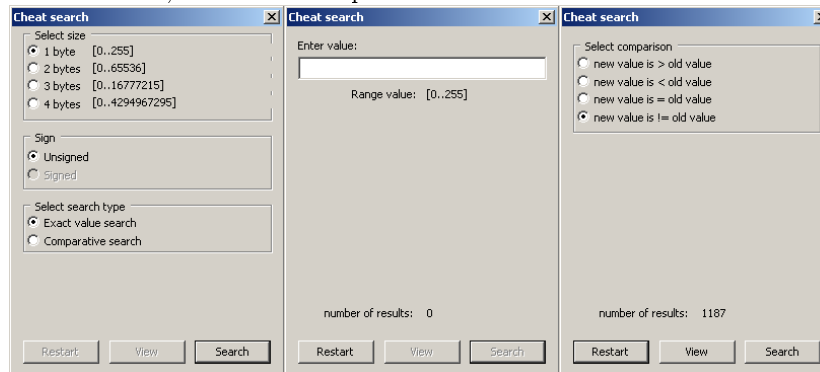 Cheat search
Select size
1 byte [0..255]
2 bytes [0..65536]
3 bytes [0..16777215]
4 bytes [0..4294967295]
Sign
Unsigned
Signed
Select search type
Exact value search
Comparative search
Restart View Search
Cheat search
Enter value:
Range value: [0..255]
number of results: 0
Restart View Search
Cheat search
Select comparison
new value is > old value
new value is < old value
new value is = old value
new value is != old value
number of results: 1187
Restart View Search